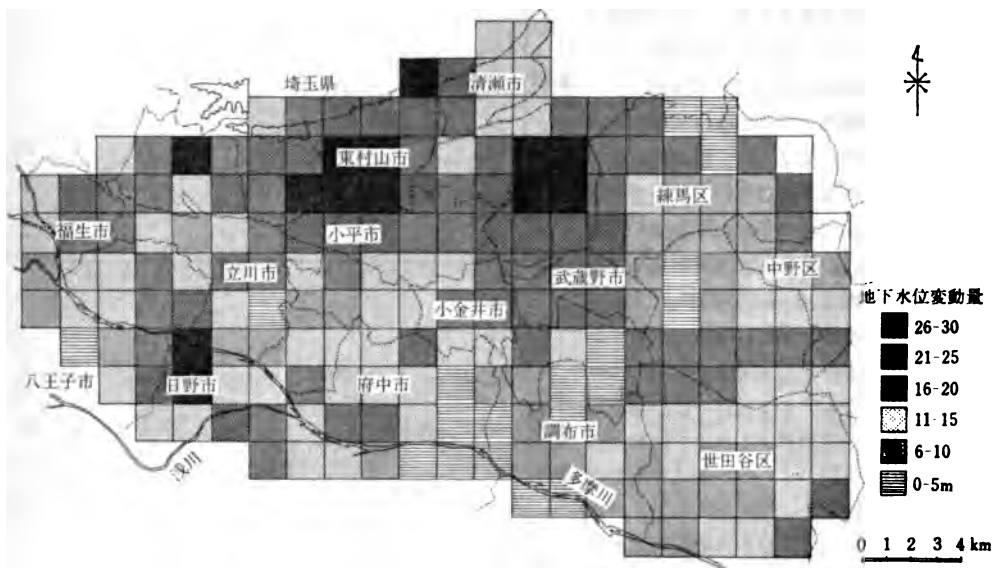 埼玉県
清瀬市
東村山市
練馬区
福生市
小平市
立川市
武蔵野市
中野区
小金井市
八王子市
日野市
府中市
調布市
世田谷区
浅川
多摩川
地下水位変動量
26-30
21-25
16-20
11-15
6-10
0-5m
0 1 2 3 4km